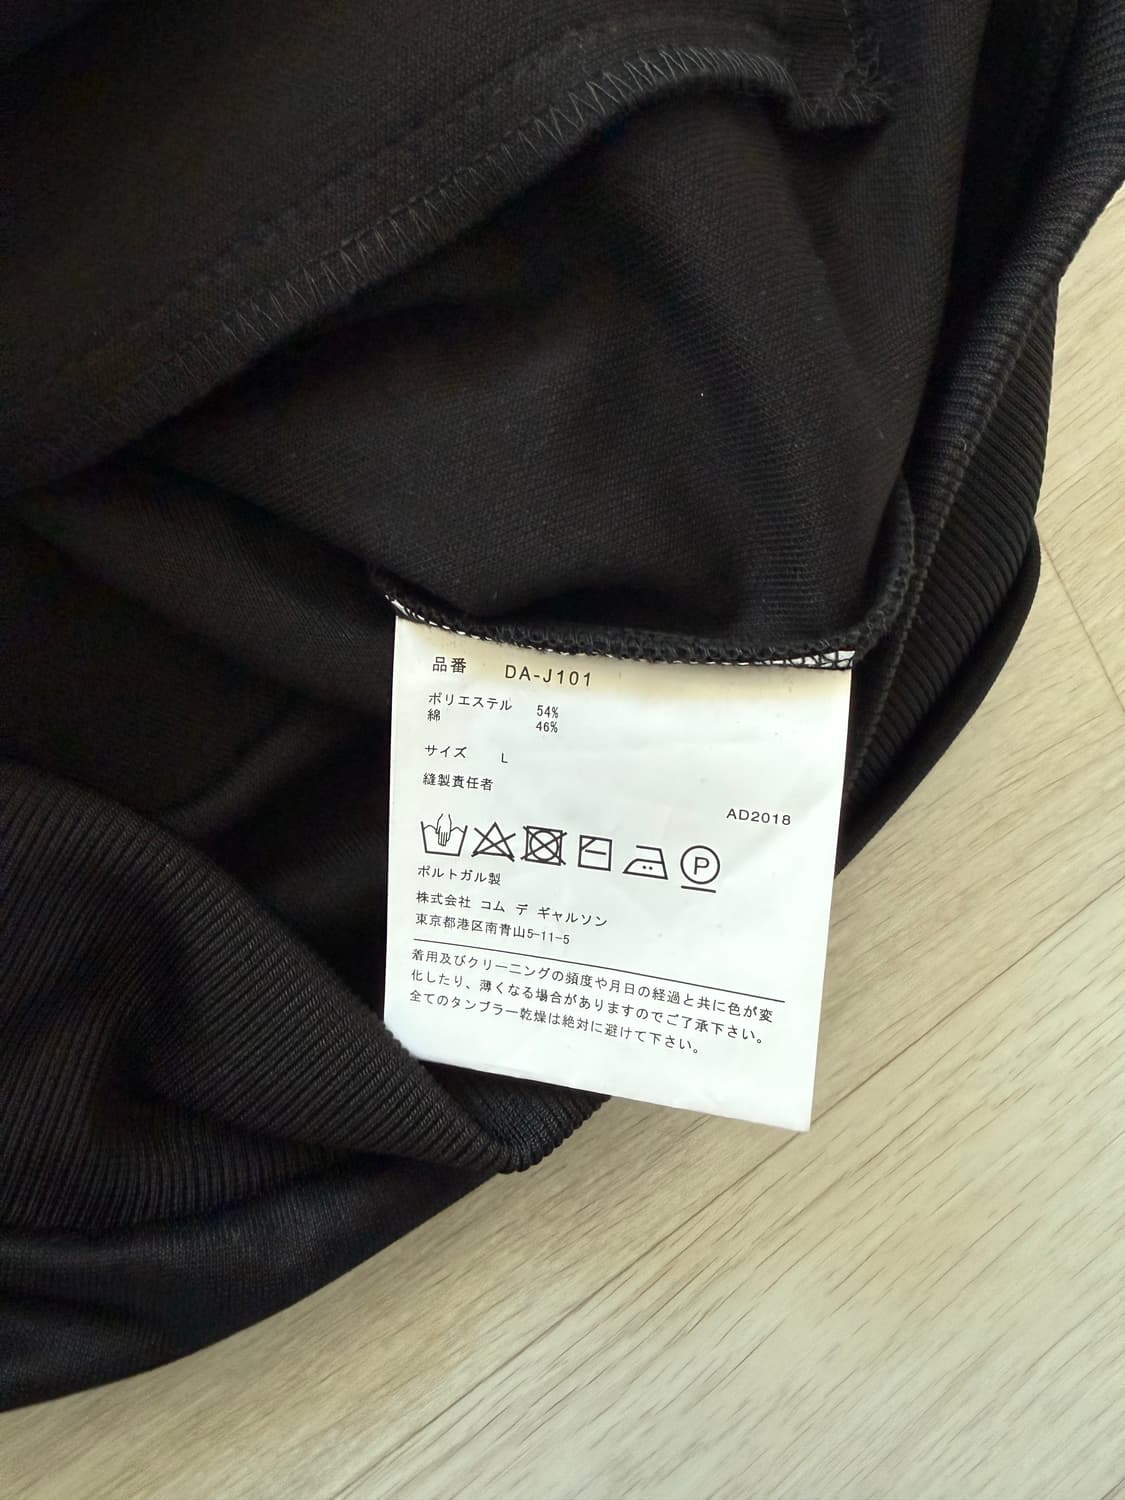 品番 DA-J101
ポリエステル 54%
綿 46%
サイズ L
縫製責任者
AD2018
P
ポルトガル製
株式会社 コム デ ギャルソン
東京都港区南青山5-11-5
着用及びクリーニングの頻度や月日の経過と共に色が変
化したり、薄くなる場合がありますのでご了承下さい。
全てのタンブラー乾燥は絶対に避けて下さい。